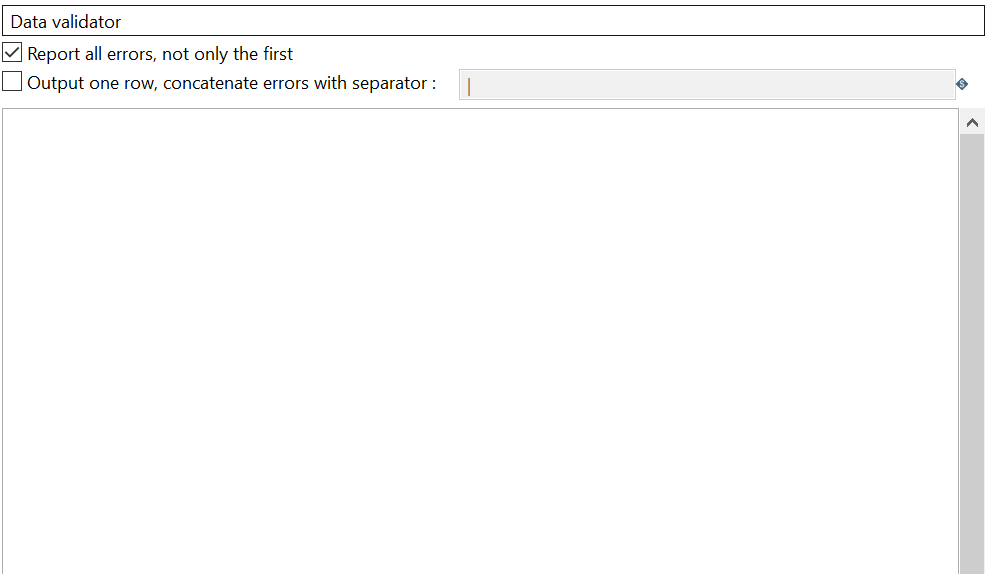 Data validator
Report all errors, not only the first
Output one row, concatenate errors with separator : |